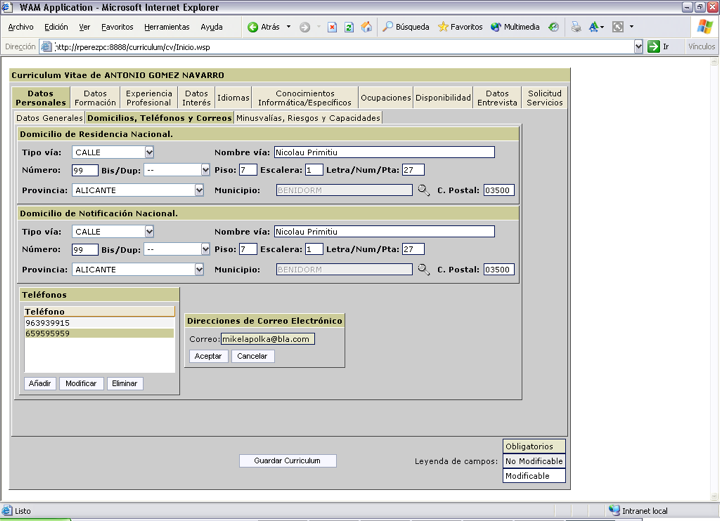 WAM Application - Microsoft Internet Explorer
Archivo Edición Ver Favoritos Herramientas Ayuda Atrás Búsqueda Favoritos Multimedia
Dirección http://rperezpc:8888/curriculum/cv/Inicio.wsp Ir Vínculos
Curriculum Vitae de ANTONIO GOMEZ NAVARRO
Datos Personales Datos Formación Experiencia Profesional Datos Interés Idiomas Conocimientos Informática/Específicos Ocupaciones Disponibilidad Datos Entrevista Solicitud Servicios
Datos Generales Domicilios, Teléfonos y Correos Minusvalías, Riesgos y Capacidades
Domicilio de Residencia Nacional.
Tipo vía: CALLE Nombre vía: Nicolau Primitiu
Número: 99 Bis/Dup: -- Piso: 7 Escalera: 1 Letra/Num/Pta: 27
Provincia: ALICANTE Municipio: BENIDORM C. Postal: 03500
Domicilio de Notificación Nacional.
Tipo vía: CALLE Nombre vía: Nicolau Primitiu
Número: 99 Bis/Dup: -- Piso: 7 Escalera: 1 Letra/Num/Pta: 27
Provincia: ALICANTE Municipio: BENIDORM C. Postal: 03500
Teléfonos
Teléfono
963939915
659595959
Añadir Modificar Eliminar
Direcciones de Correo Electrónico
Correo: mikelapolka@bla.com
Aceptar Cancelar
Guardar Curriculum
Leyenda de campos:
Obligatorios
No Modificable
Modificable
Listo Intranet local